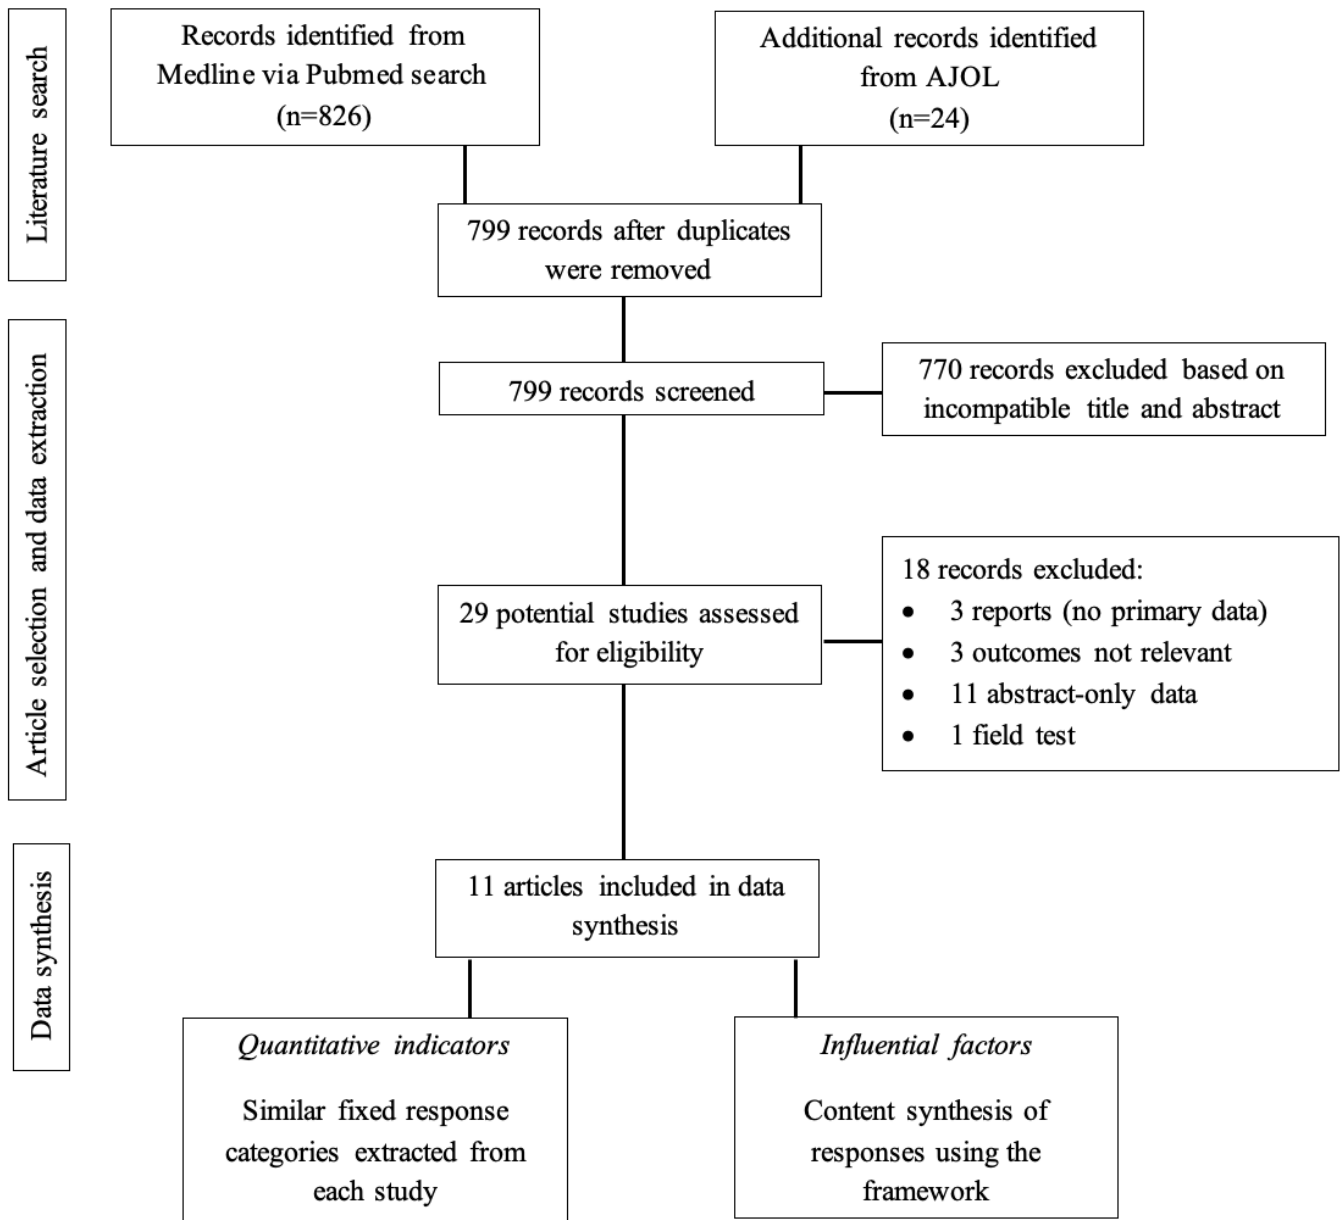 Literature search
Records identified from
Medline via Pubmed search
(n=826)
Additional records identified
from AJOL
(n=24)
799 records after duplicates
were removed
Article selection and data extraction
799 records screened
770 records excluded based on
incompatible title and abstract
29 potential studies assessed
for eligibility
18 records excluded:
• 3 reports (no primary data)
• 3 outcomes not relevant
• 11 abstract-only data
• 1 field test
Data synthesis
11 articles included in data
synthesis
Quantitative indicators
Similar fixed response
categories extracted from
each study
Influential factors
Content synthesis of
responses using the
framework